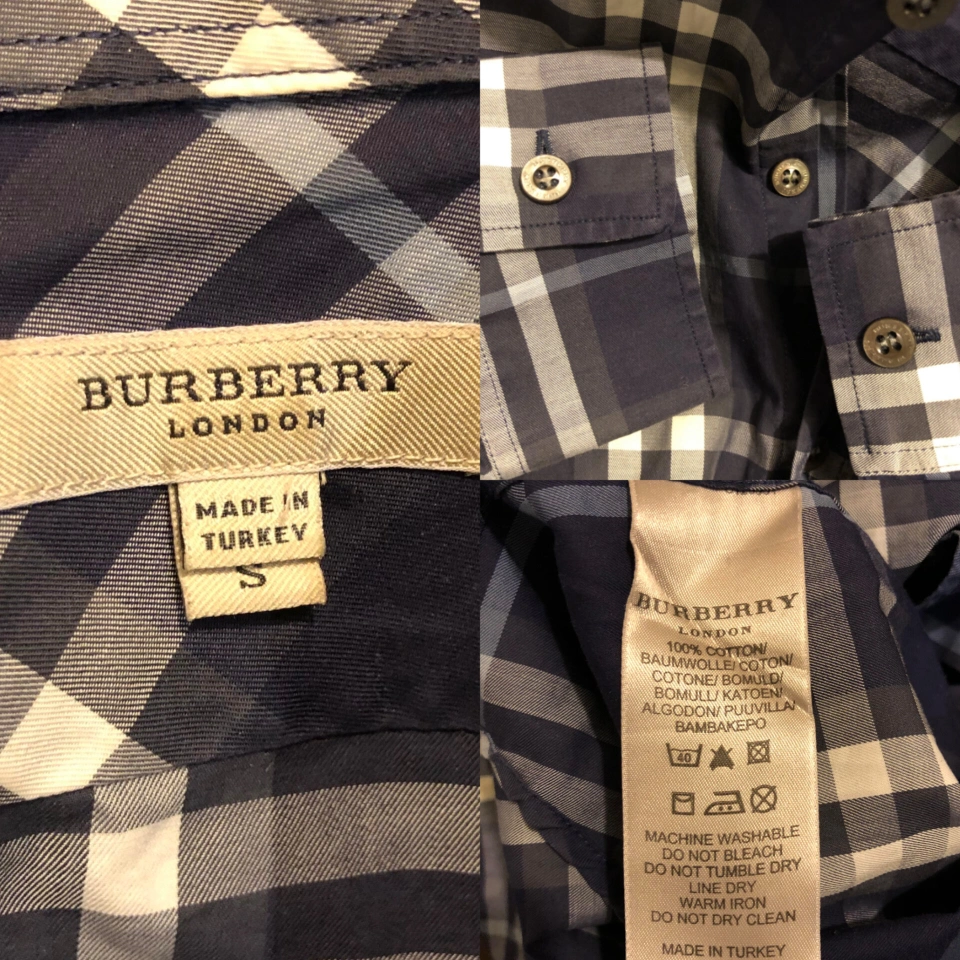 BURBERRY
LONDON
MADE IN
TURKEY
S
BURBERRY
LONDON
100% COTTON/
BAUMWOLLE/ COTON/
COTONE/ BOMULD/
BOMULL/ KATOEN/
ALGODON/ PUUVILLA/
BAMBAKEPO
40
MACHINE WASHABLE
DO NOT BLEACH
DO NOT TUMBLE DRY
LINE DRY
WARM IRON
DO NOT DRY CLEAN
MADE IN TURKEY